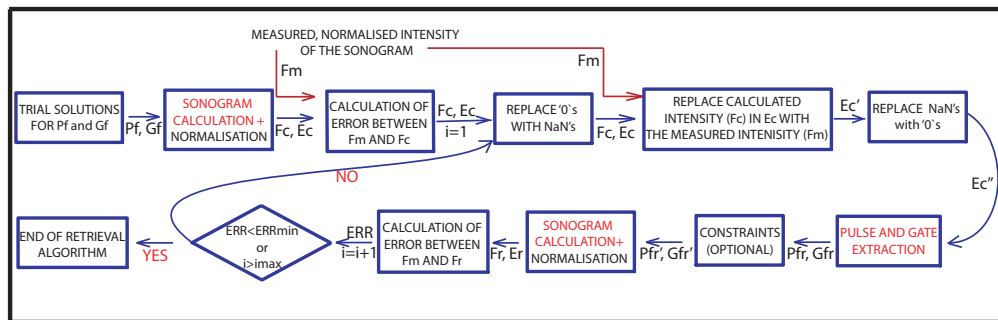 MEASURED, NORMALISED INTENSITY
OF THE SONOGRAM
Fm
Fm
TRIAL SOLUTIONS
FOR Pf and Gf
Pf, Gf
SONOGRAM
CALCULATION +
NORMALISATION
Fc, Ec
CALCULATION OF
ERROR BETWEEN
Fm AND Fc
Fc, Ec
i=1
REPLACE '0`s
WITH NaN's
Fc, Ec
REPLACE CALCULATED
INTENSITY (Fc) IN Ec WITH
THE MEASURED INTENSITY (Fm)
Ec'
REPLACE NaN's
with '0`s
Ec"
PULSE AND GATE
EXTRACTION
Pfr, Gfr
CONSTRAINTS
(OPTIONAL)
Pfr', Gfr'
SONOGRAM
CALCULATION+
NORMALISATION
Fr, Er
CALCULATION OF
ERROR BETWEEN
Fm AND Fr
ERR
i=i+1
ERR<ERRmin
or
i>imax
NO
YES
END OF RETRIEVAL
ALGORITHM